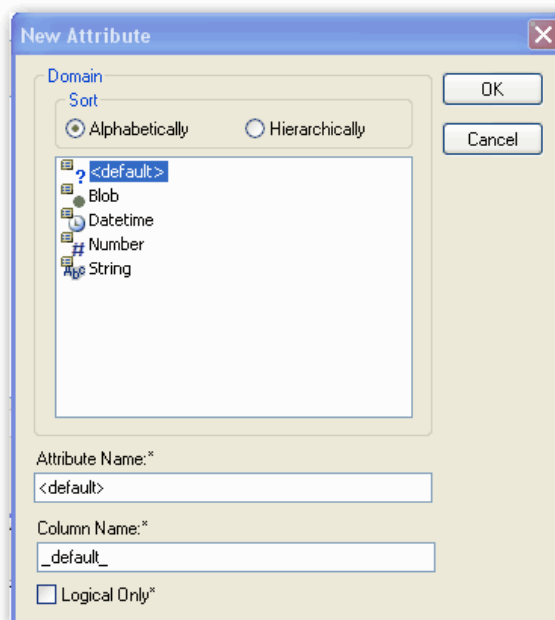 New Attribute
Domain
Sort
Alphabetically
Hierarchically
OK
Cancel
<default>
Blob
Datetime
Number
String
Attribute Name:*
<default>
Column Name:*
_default_
Logical Only*